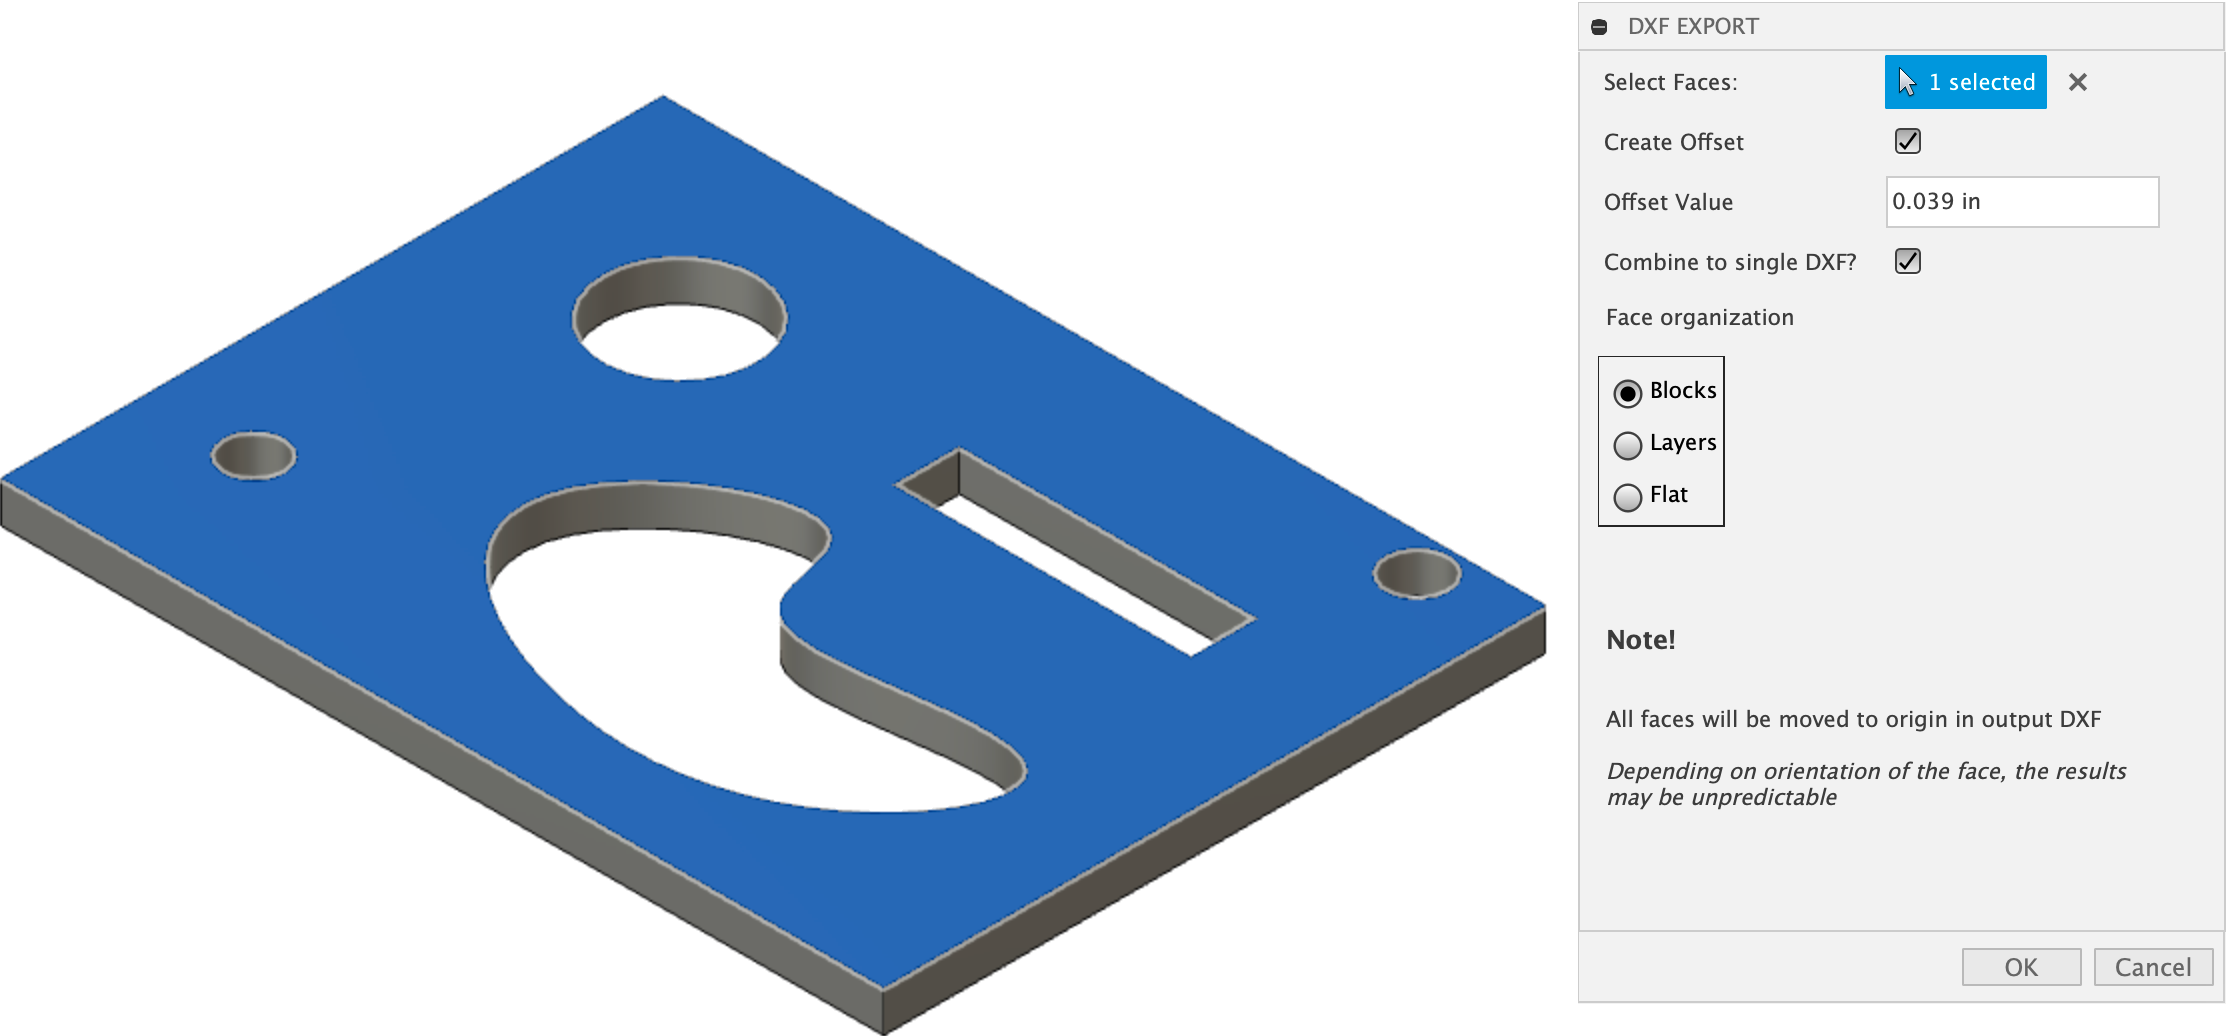 DXF EXPORT
Select Faces: 1 selected
Create Offset
Offset Value 0.039 in
Combine to single DXF?
Face organization
Blocks
Layers
Flat
Note!
All faces will be moved to origin in output DXF
Depending on orientation of the face, the results
may be unpredictable
OK Cancel